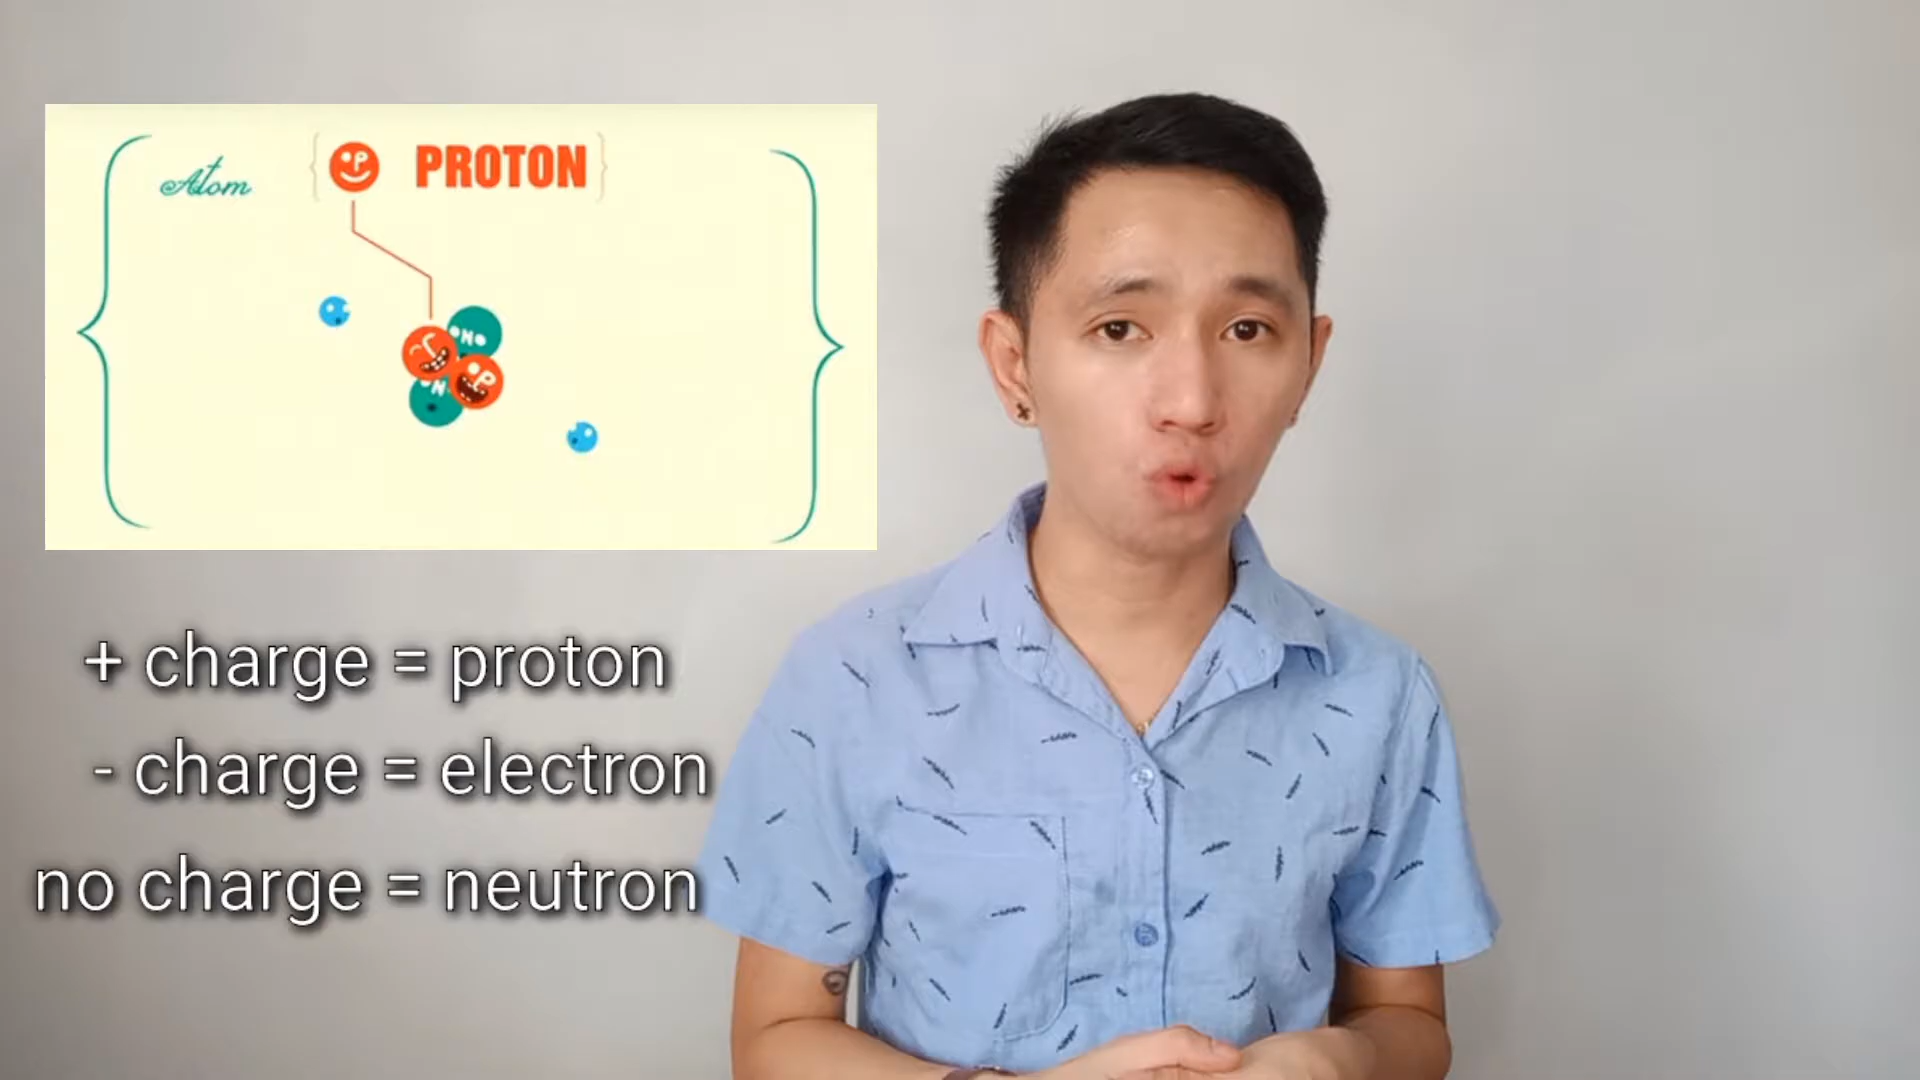 Atom
P PROTON
N
P
N
+ charge = proton
- charge = electron
no charge = neutron